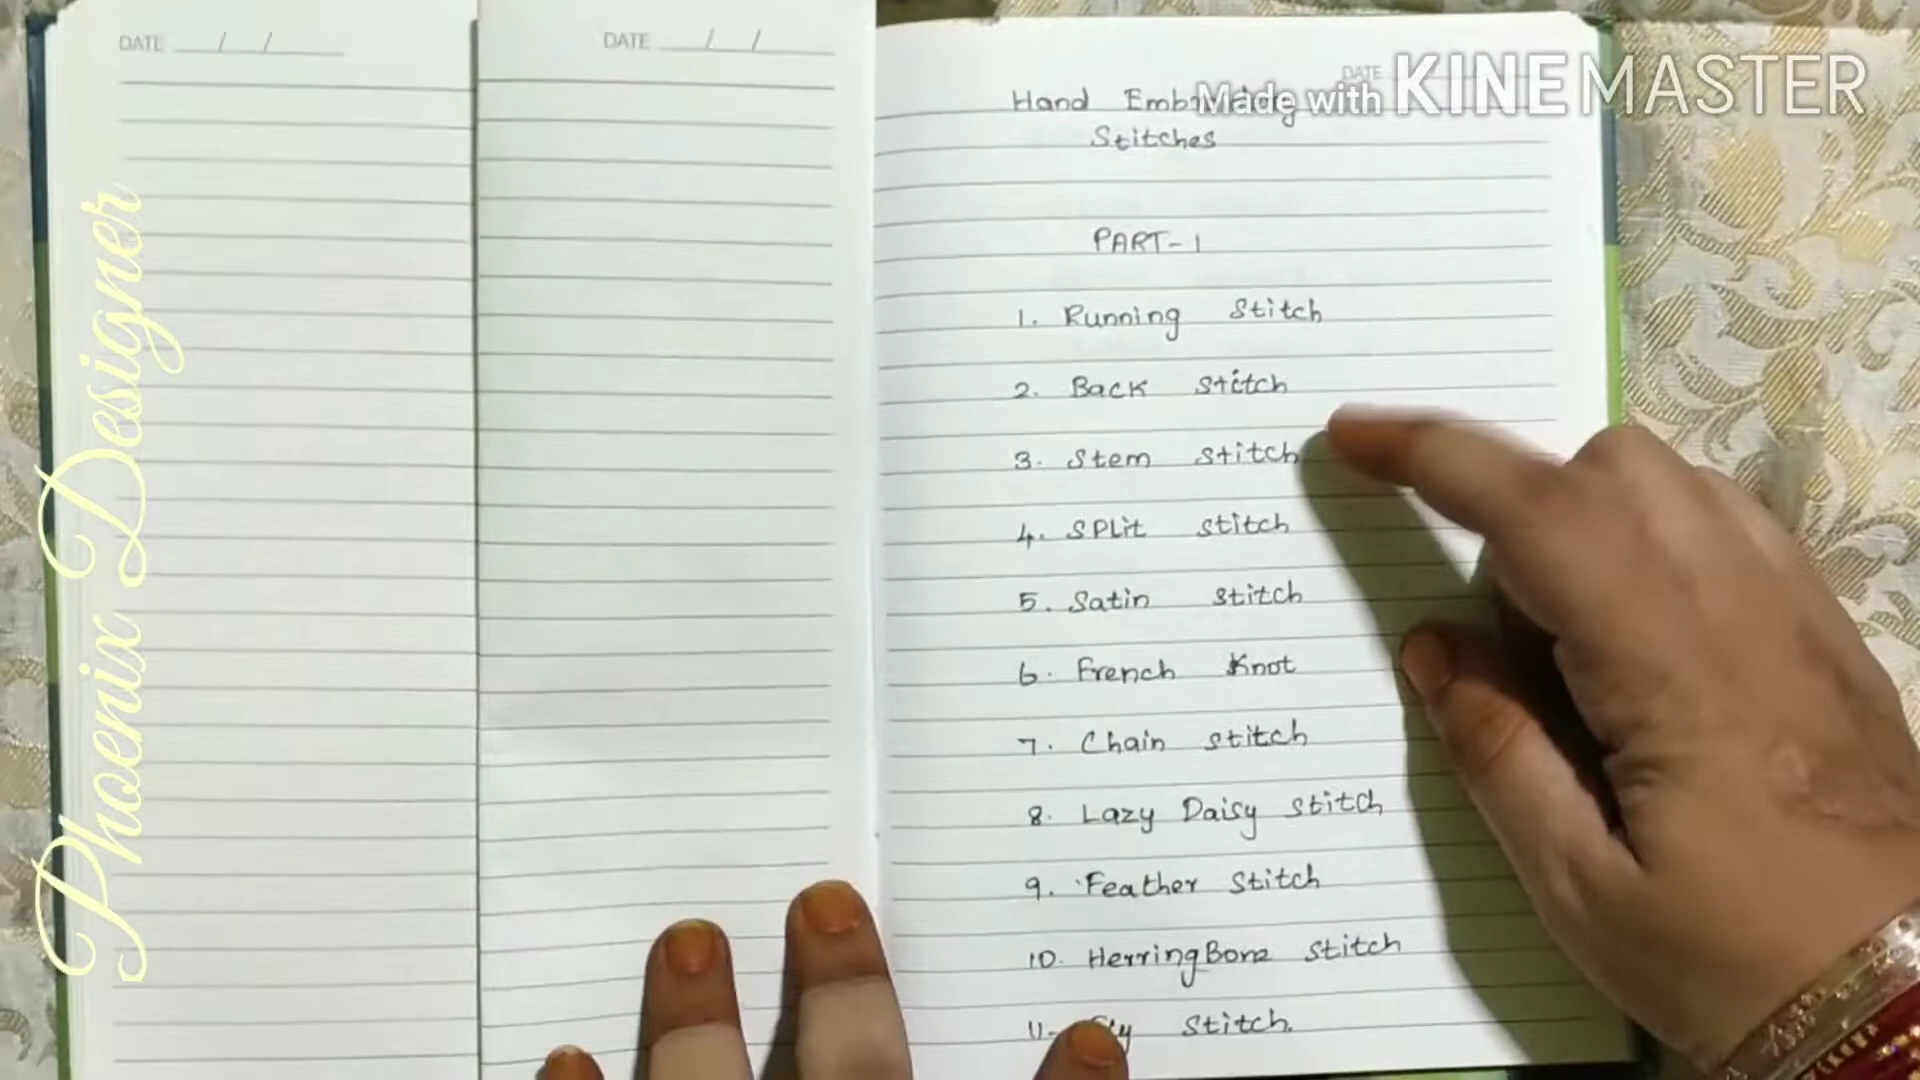 DATE / /
DATE / /
DATE
Made with KINEMASTER
Hand
Stitches
PART-1
1. Running Stitch
2. Back Stitch
3. Stem Stitch
4. SPLit Stitch
5. Satin Stitch
6. French Knot
7. Chain Stitch
8. Lazy Daisy Stitch
9. Feather Stitch
10. HerringBone Stitch
11. Stitch.
Phoenix Designer